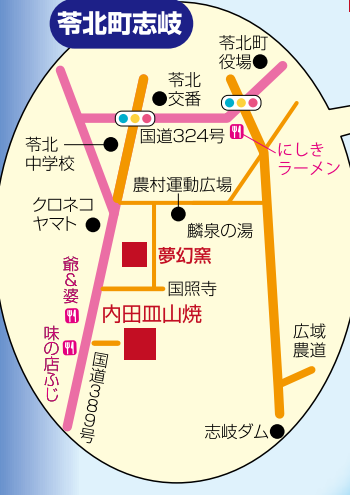 苓北町志岐
苓北町
役場
苓北
交番
国道324号
にしき
ラーメン
苓北
中学校
農村運動広場
クロネコ
ヤマト
麟泉の湯
夢幻窯
爺&婆
国照寺
内田皿山焼
味の店ふじ
国道389号
広域
農道
志岐ダム